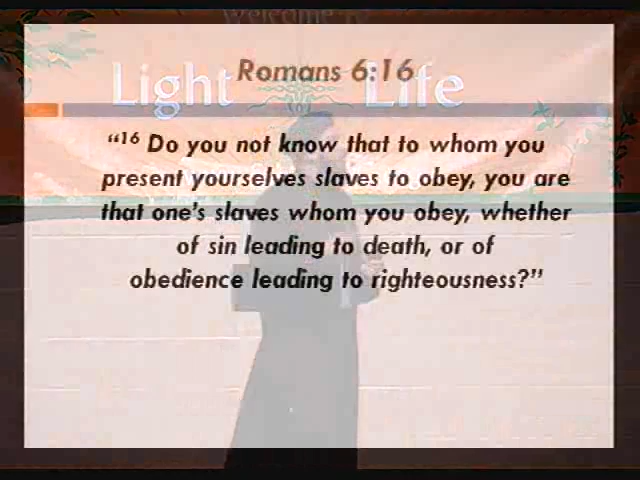 Welcome to
Romans 6:16
Light Life
“16 Do you not know that to whom you
present yourselves slaves to obey, you are
that one's slaves whom you obey, whether
of sin leading to death, or of
obedience leading to righteousness?”